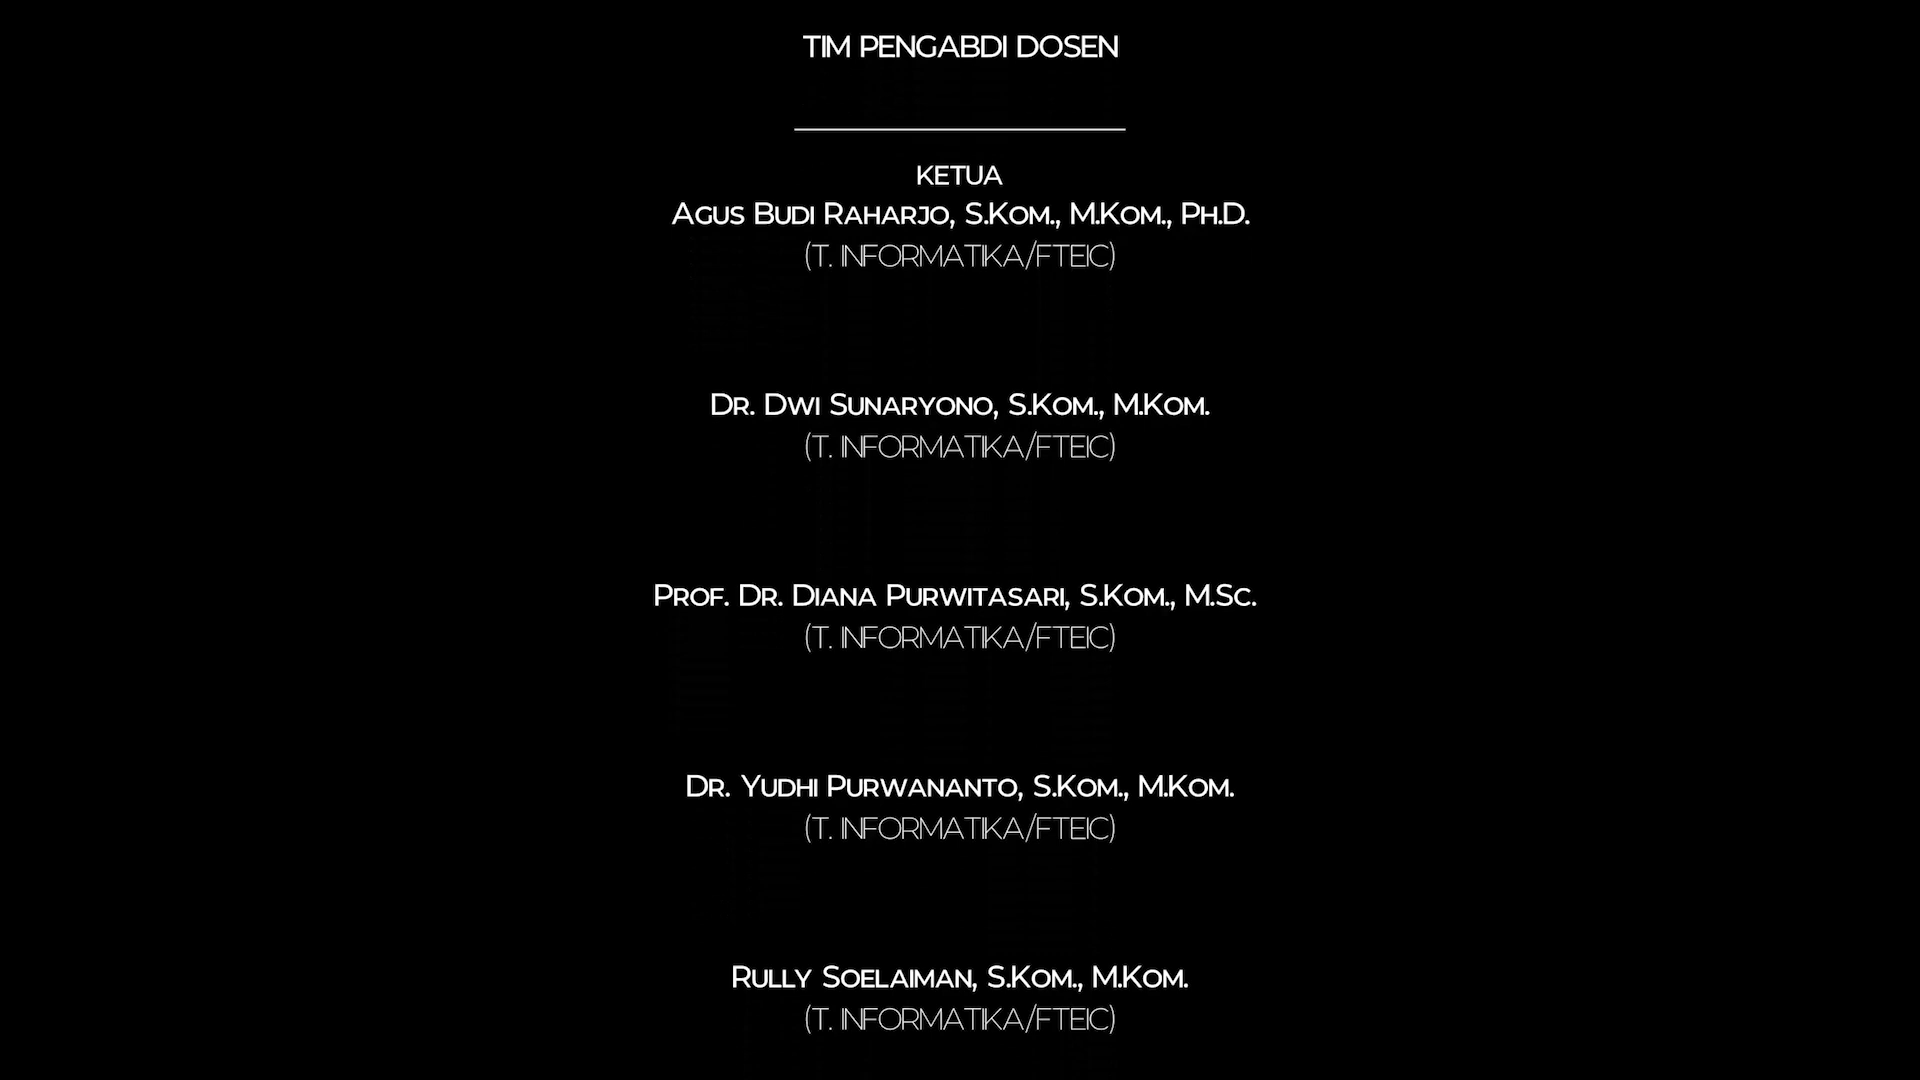 TIM PENGABDI DOSEN
KETUA
Agus Budi Raharjo, S.Kom., M.Kom., Ph.D.
(T. INFORMATIKA/FTEIC)
Dr. Dwi Sunaryono, S.Kom., M.Kom.
(T. INFORMATIKA/FTEIC)
Prof. Dr. Diana Purwitasari, S.Kom., M.Sc.
(T. INFORMATIKA/FTEIC)
Dr. Yudhi Purwananto, S.Kom., M.Kom.
(T. INFORMATIKA/FTEIC)
Rully Soelaiman, S.Kom., M.Kom.
(T. INFORMATIKA/FTEIC)